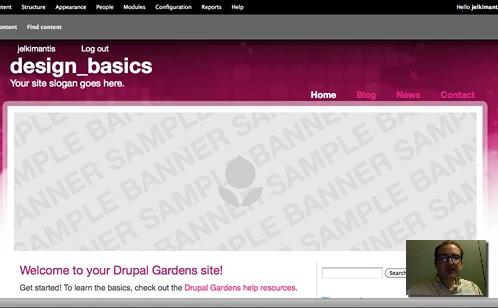 Structure Appearance People Modules Configuration Reports Help Hello jelkimantis
Find content
jelkimantis Log out
design_basics
Your site slogan goes here.
Home Blog News Contact
SAMPLE BANNER SAMPLE BANNER SAMPLE BANNER
Welcome to your Drupal Gardens site!
Get started! To learn the basics, check out the Drupal Gardens help resources.
Search